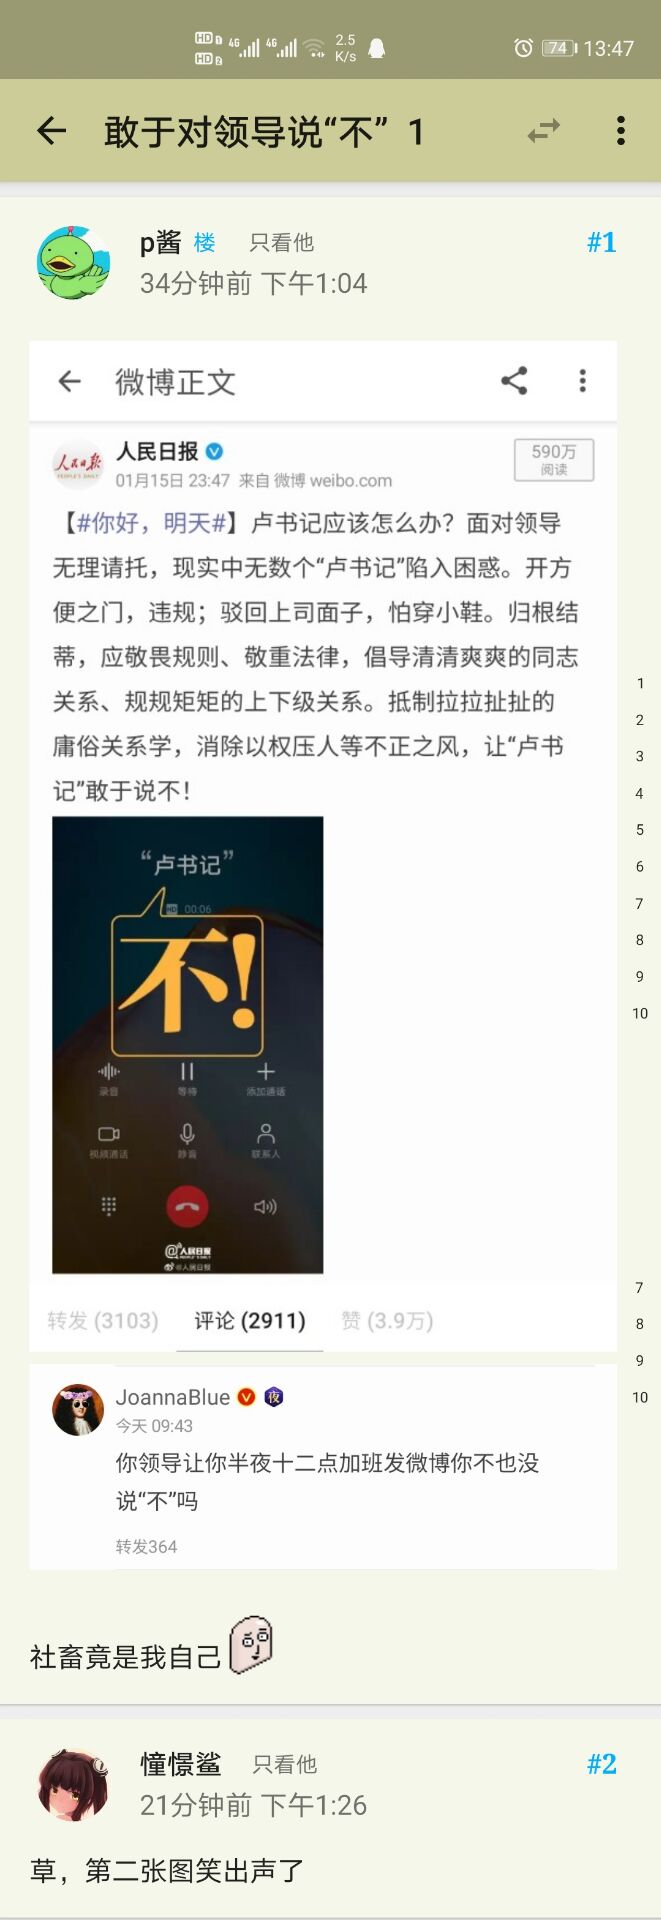 HD 1 4G 4G 2.5 74 13:47
HD 2 K/s
敢于对领导说“不” 1
p酱 楼 只看他 #1
34分钟前 下午1:04
微博正文
人民日报 人民日报 590万
PEOPLE'S DAILY 01月15日 23:47 来自 微博 weibo.com 阅读
【#你好，明天#】卢书记应该怎么办？面对领导
无理请托，现实中无数个“卢书记”陷入困惑。开方
便之门，违规；驳回上司面子，怕穿小鞋。归根结
蒂，应敬畏规则、敬重法律，倡导清清爽爽的同志
关系、规规矩矩的上下级关系。抵制拉拉扯扯的
庸俗关系学，消除以权压人等不正之风，让“卢书
记”敢于说不！
“卢书记”
HD 00:06
不！
录音 等待 添加通话
视频通话 静音 联系人
@人民日报
@人民日报
转发 (3103) 评论 (2911) 赞 (3.9万)
1
2
3
4
5
6
7
8
9
10
7
8
9
10
JoannaBlue V 夜
今天 09:43
你领导让你半夜十二点加班发微博你不也没
说“不”吗
转发364
社畜竟是我自己
憧憬鲨 只看他 #2
21分钟前 下午1:26
草，第二张图笑出声了